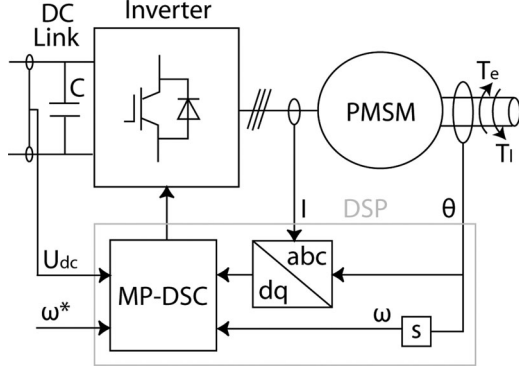 DC
Link
Inverter
C
PMSM
Te
Tl
I
DSP
θ
Udc
MP-DSC
abc
dq
ω*
ω
s